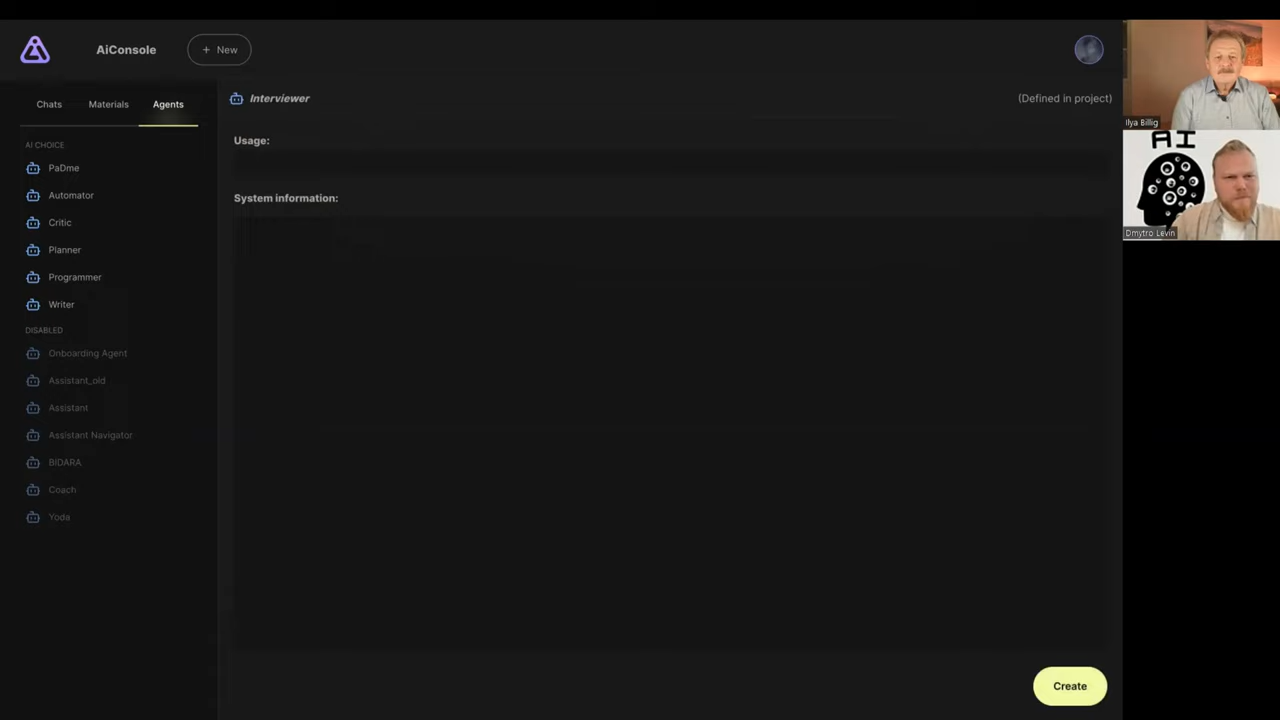 AiConsole
+ New
Chats
Materials
Agents
AI CHOICE
PaDme
Automator
Critic
Planner
Programmer
Writer
DISABLED
Onboarding Agent
Assistant_old
Assistant
Assistant Navigator
BIDARA
Coach
Yoda
Interviewer
(Defined in project)
Usage:
System information:
Create
Ilya Billig
AI
Dmytro Levin